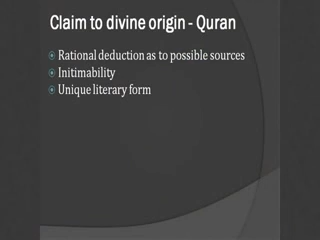 Claim to divine origin - Quran
Rational deduction as to possible sources
Initimability
Unique literary form